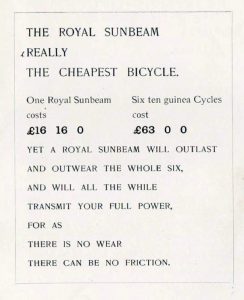 THE ROYAL SUNBEAM
REALLY
THE CHEAPEST BICYCLE.
One Royal Sunbeam Six ten guinea Cycles
costs cost
£16 16 0 £63 0 0
YET A ROYAL SUNBEAM WILL OUTLAST
AND OUTWEAR THE WHOLE SIX,
AND WILL ALL THE WHILE
TRANSMIT YOUR FULL POWER,
FOR AS
THERE IS NO WEAR
THERE CAN BE NO FRICTION.